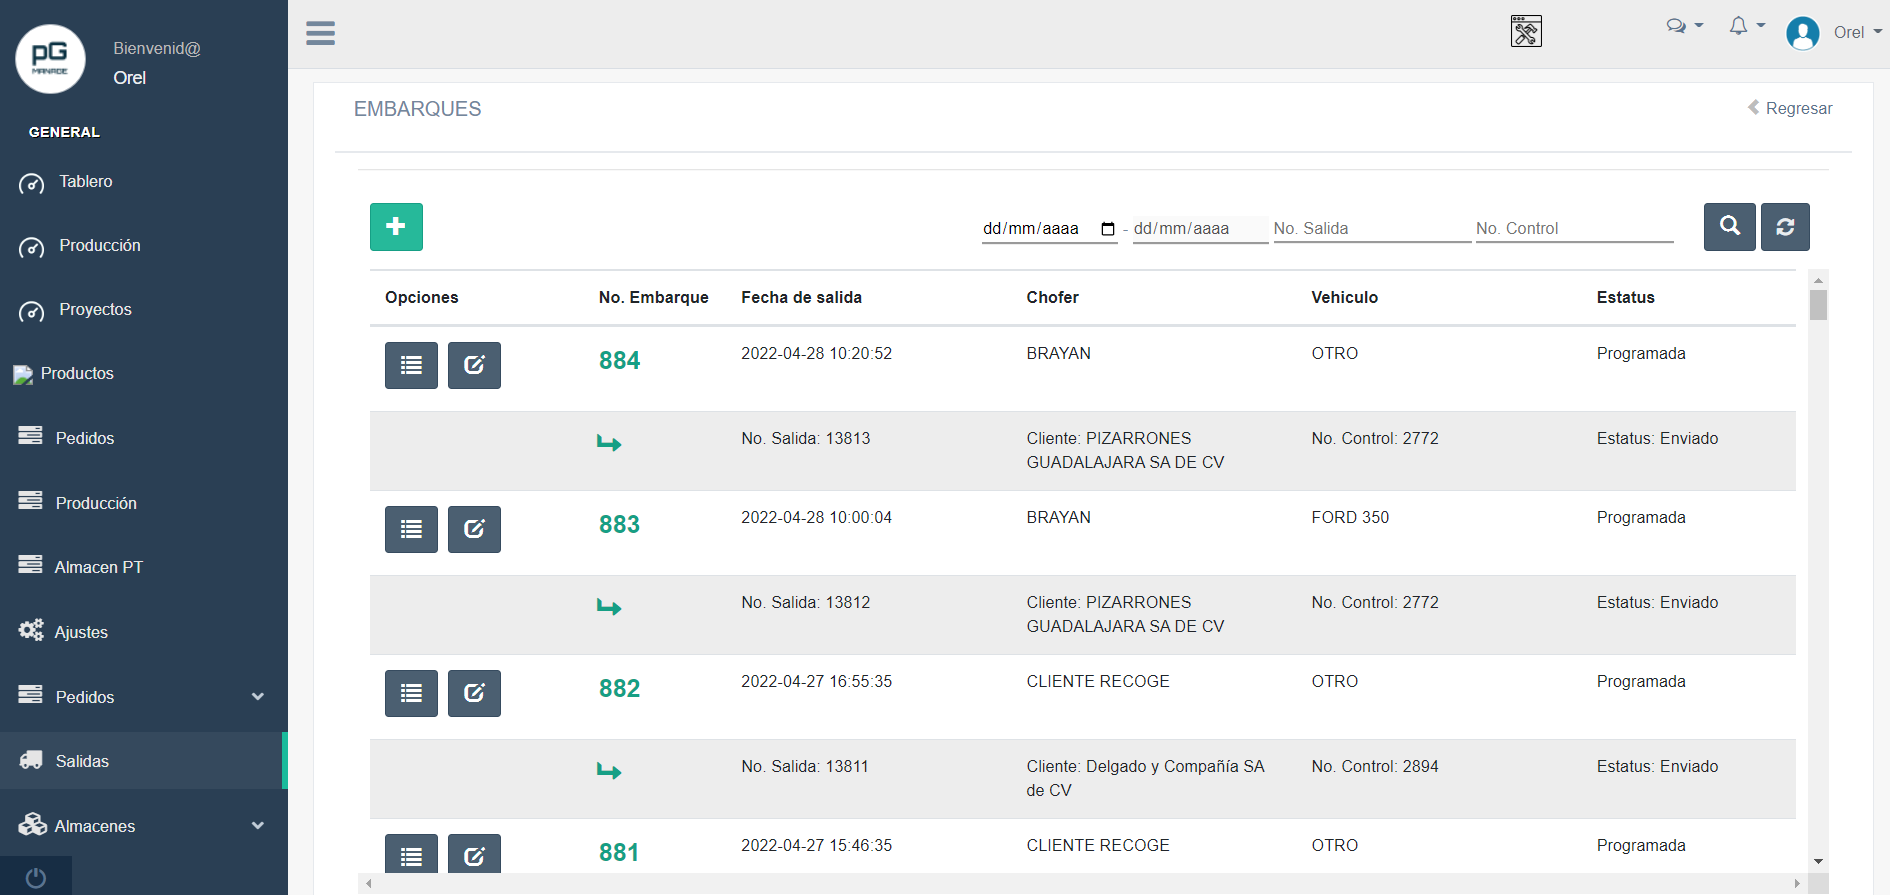 pG
MANAGE
Bienvenid@
Orel
GENERAL
Tablero
Producción
Proyectos
Productos
Pedidos
Producción
Almacen PT
Ajustes
Pedidos
Salidas
Almacenes
Orel
EMBARQUES
Regresar
dd/mm/aaaa - dd/mm/aaaa No. Salida No. Control
Opciones No. Embarque Fecha de salida Chofer Vehiculo Estatus
884 2022-04-28 10:20:52 BRAYAN OTRO Programada
No. Salida: 13813 Cliente: PIZARRONES No. Control: 2772 Estatus: Enviado
GUADALAJARA SA DE CV
883 2022-04-28 10:00:04 BRAYAN FORD 350 Programada
No. Salida: 13812 Cliente: PIZARRONES No. Control: 2772 Estatus: Enviado
GUADALAJARA SA DE CV
882 2022-04-27 16:55:35 CLIENTE RECOGE OTRO Programada
No. Salida: 13811 Cliente: Delgado y Compañía SA No. Control: 2894 Estatus: Enviado
de CV
881 2022-04-27 15:46:35 CLIENTE RECOGE OTRO Programada